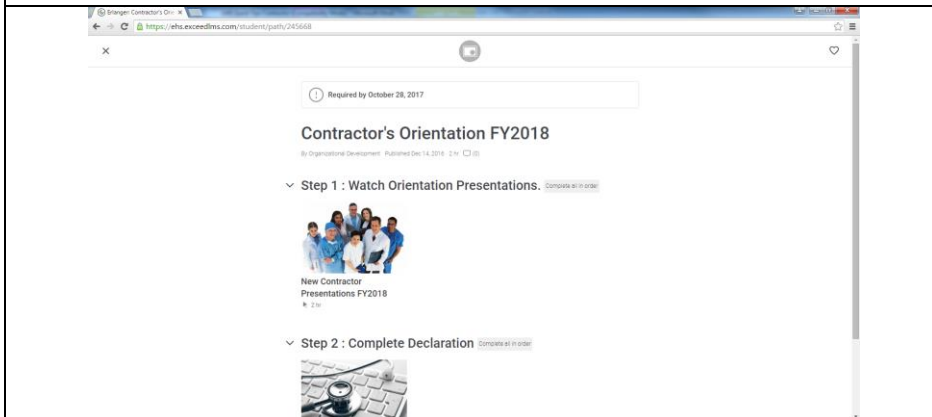 Erlanger: Contractor's Ori
https://ehs.exceedlms.com/student/path/245668
Required by October 28, 2017
Contractor's Orientation FY2018
By Organizational Development Published Dec 14, 2016 2 hr (0)
Step 1 : Watch Orientation Presentations. Complete all in order
New Contractor
Presentations FY2018
2 hr
Step 2 : Complete Declaration Complete all in order